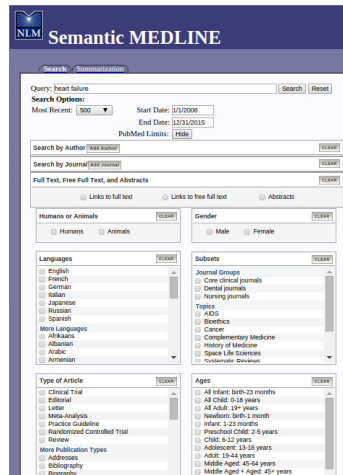 NLM Semantic MEDLINE
Search Summarization
Query: heart failure Search Reset
Search Options:
Most Recent: 500 Start Date: 1/1/2008
End Date: 12/31/2015
PubMed Limits: Hide
Search by Author Add Author CLEAR
Search by Journal Add Journal CLEAR
Full Text, Free Full Text, and Abstracts CLEAR
Links to full text Links to free full text Abstracts
Humans or Animals CLEAR
Humans Animals
Gender CLEAR
Male Female
Languages CLEAR
English
French
German
Italian
Japanese
Russian
Spanish
More Languages
Afrikaans
Albanian
Arabic
Armenian
Subsets CLEAR
Journal Groups
Core clinical journals
Dental journals
Nursing journals
Topics
AIDS
Bioethics
Cancer
Complementary Medicine
History of Medicine
Space Life Sciences
Systematic Reviews
Type of Article CLEAR
Clinical Trial
Editorial
Letter
Meta-Analysis
Practice Guideline
Randomized Controlled Trial
Review
More Publication Types
Addresses
Bibliography
Biography
Ages CLEAR
All Infant: birth-23 months
All Child: 0-18 years
All Adult: 19+ years
Newborn: birth-1 month
Infant: 1-23 months
Preschool Child: 2-5 years
Child: 6-12 years
Adolescent: 13-18 years
Adult: 19-44 years
Middle Aged: 45-64 years
Middle Aged + Aged: 45+ years